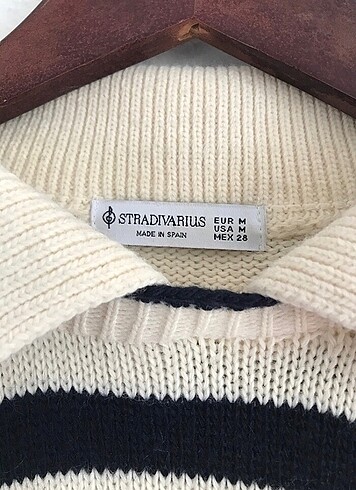 STRADIVARIUS
MADE IN SPAIN
EUR M
USA M
MEX 28